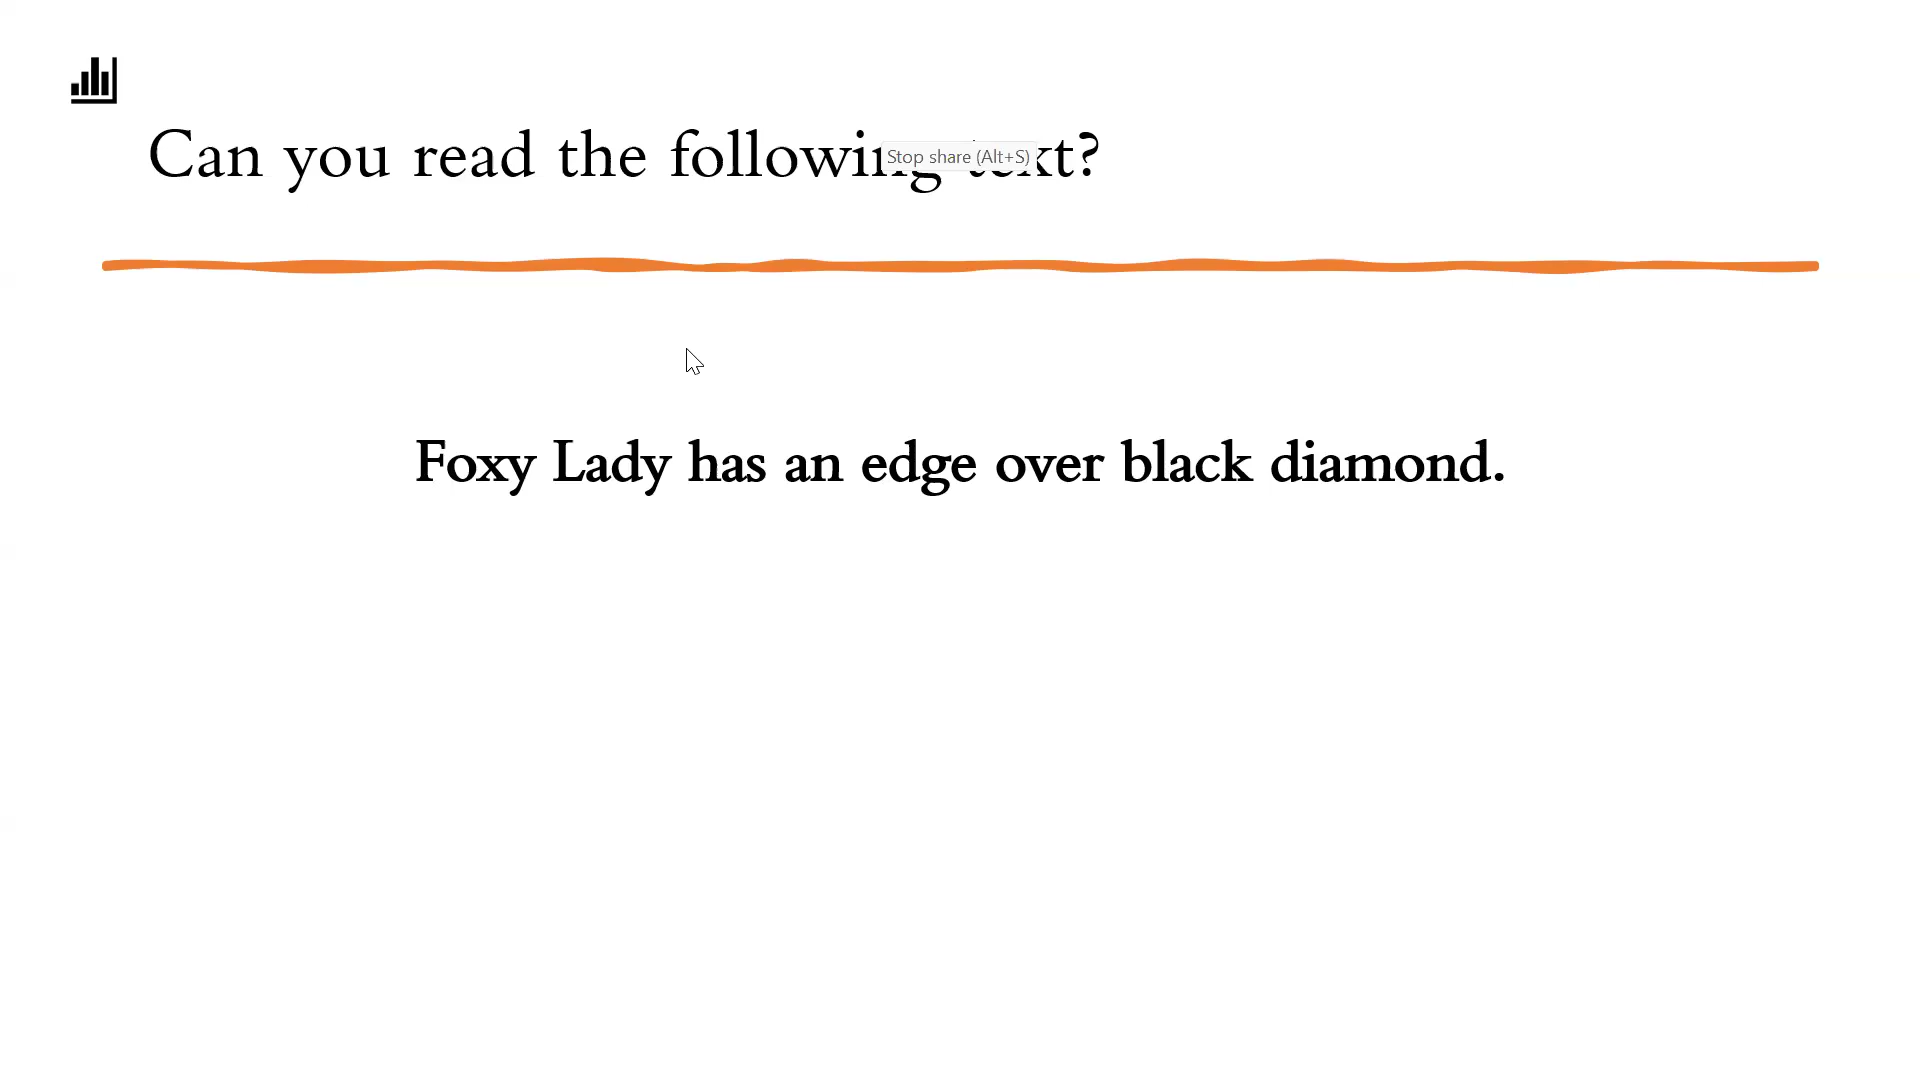 Can you read the following text?
Stop share (Alt+S)
Foxy Lady has an edge over black diamond.